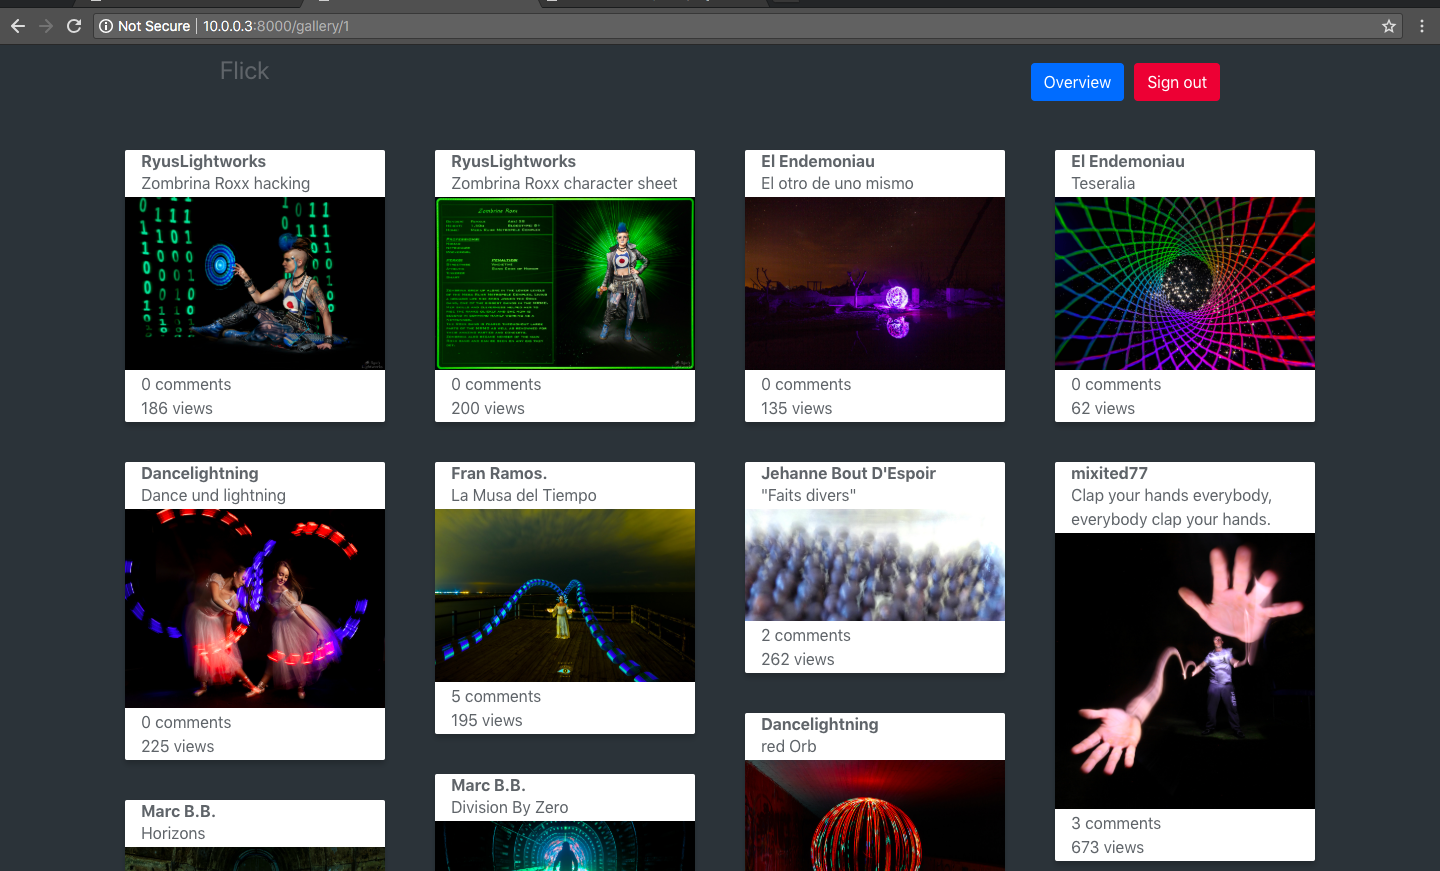 Not Secure | 10.0.0.3:8000/gallery/1
Flick
Overview
Sign out
RyusLightworks
Zombrina Roxx hacking
0 comments
186 views
RyusLightworks
Zombrina Roxx character sheet
Zombrina Roxx
0 comments
200 views
El Endemoniau
El otro de uno mismo
0 comments
135 views
El Endemoniau
Teseralia
0 comments
62 views
Dancelightning
Dance und lightning
0 comments
225 views
Fran Ramos.
La Musa del Tiempo
5 comments
195 views
Jehanne Bout D'Espoir
"Faits divers"
2 comments
262 views
mixited77
Clap your hands everybody,
everybody clap your hands.
3 comments
673 views
Marc B.B.
Horizons
Marc B.B.
Division By Zero
Dancelightning
red Orb